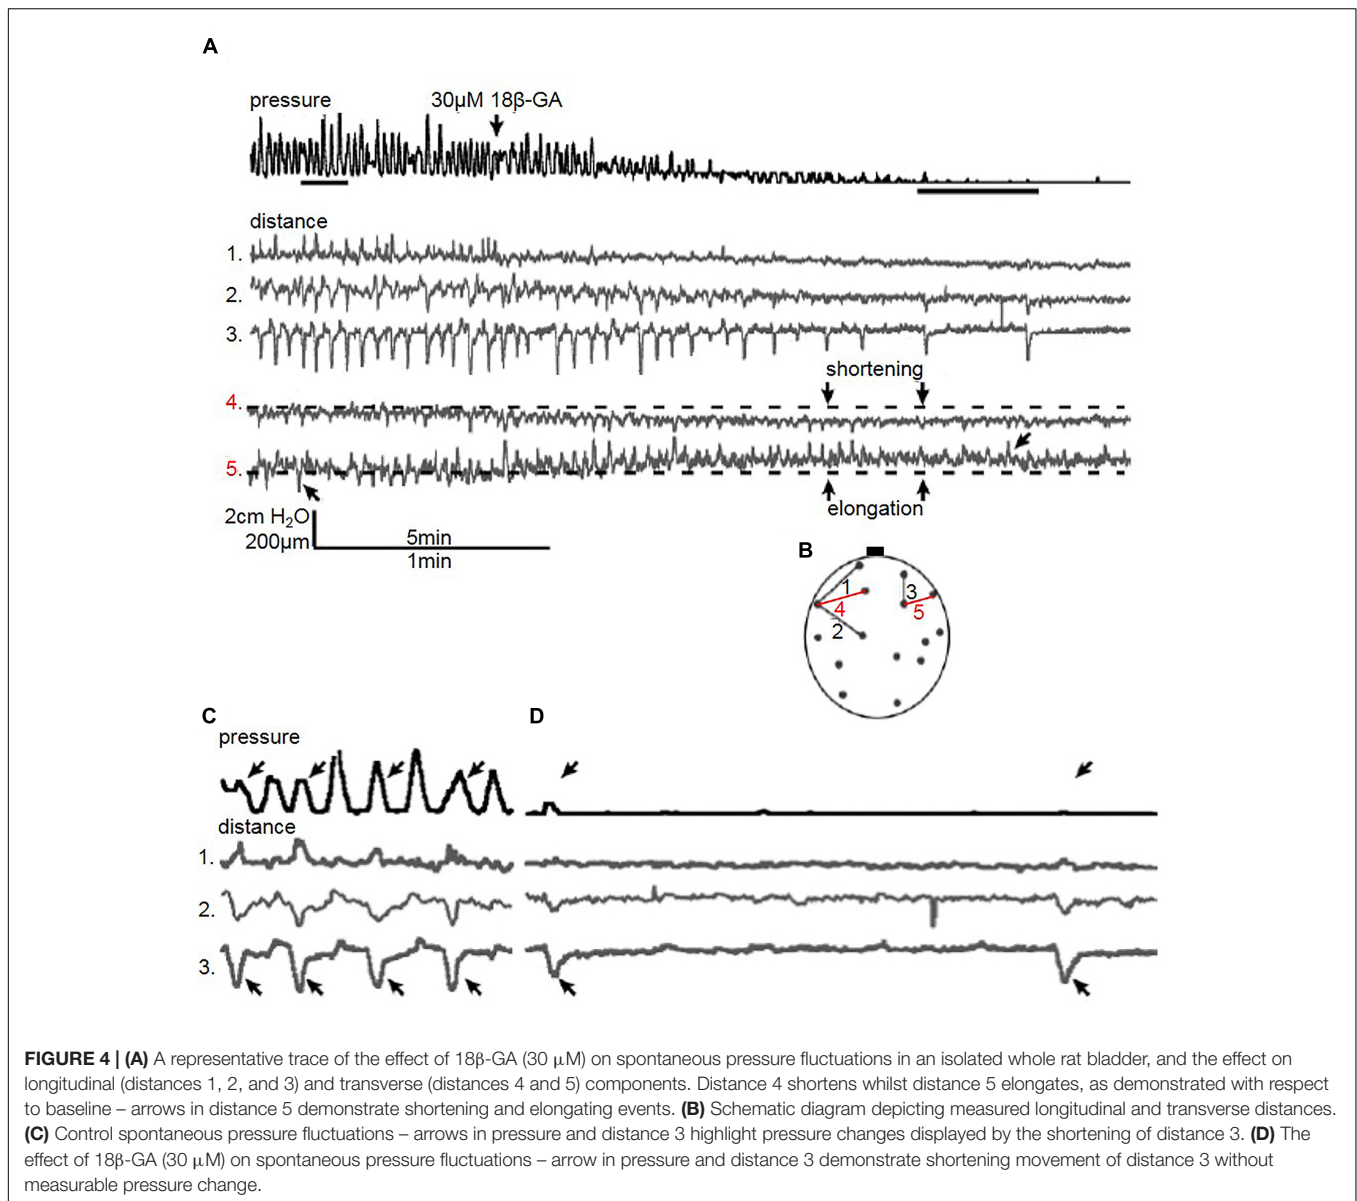 A
pressure
30µM 18β-GA
distance
1.
2.
3.
shortening
4.
5.
elongation
2cm H2O
200µm
5min
1min
B
1
3
4
5
2
C
D
pressure
distance
1.
2.
3.
FIGURE 4 | (A) A representative trace of the effect of 18β-GA (30 µM) on spontaneous pressure fluctuations in an isolated whole rat bladder, and the effect on
longitudinal (distances 1, 2, and 3) and transverse (distances 4 and 5) components. Distance 4 shortens whilst distance 5 elongates, as demonstrated with respect
to baseline – arrows in distance 5 demonstrate shortening and elongating events. (B) Schematic diagram depicting measured longitudinal and transverse distances.
(C) Control spontaneous pressure fluctuations – arrows in pressure and distance 3 highlight pressure changes displayed by the shortening of distance 3. (D) The
effect of 18β-GA (30 µM) on spontaneous pressure fluctuations – arrow in pressure and distance 3 demonstrate shortening movement of distance 3 without
measurable pressure change.